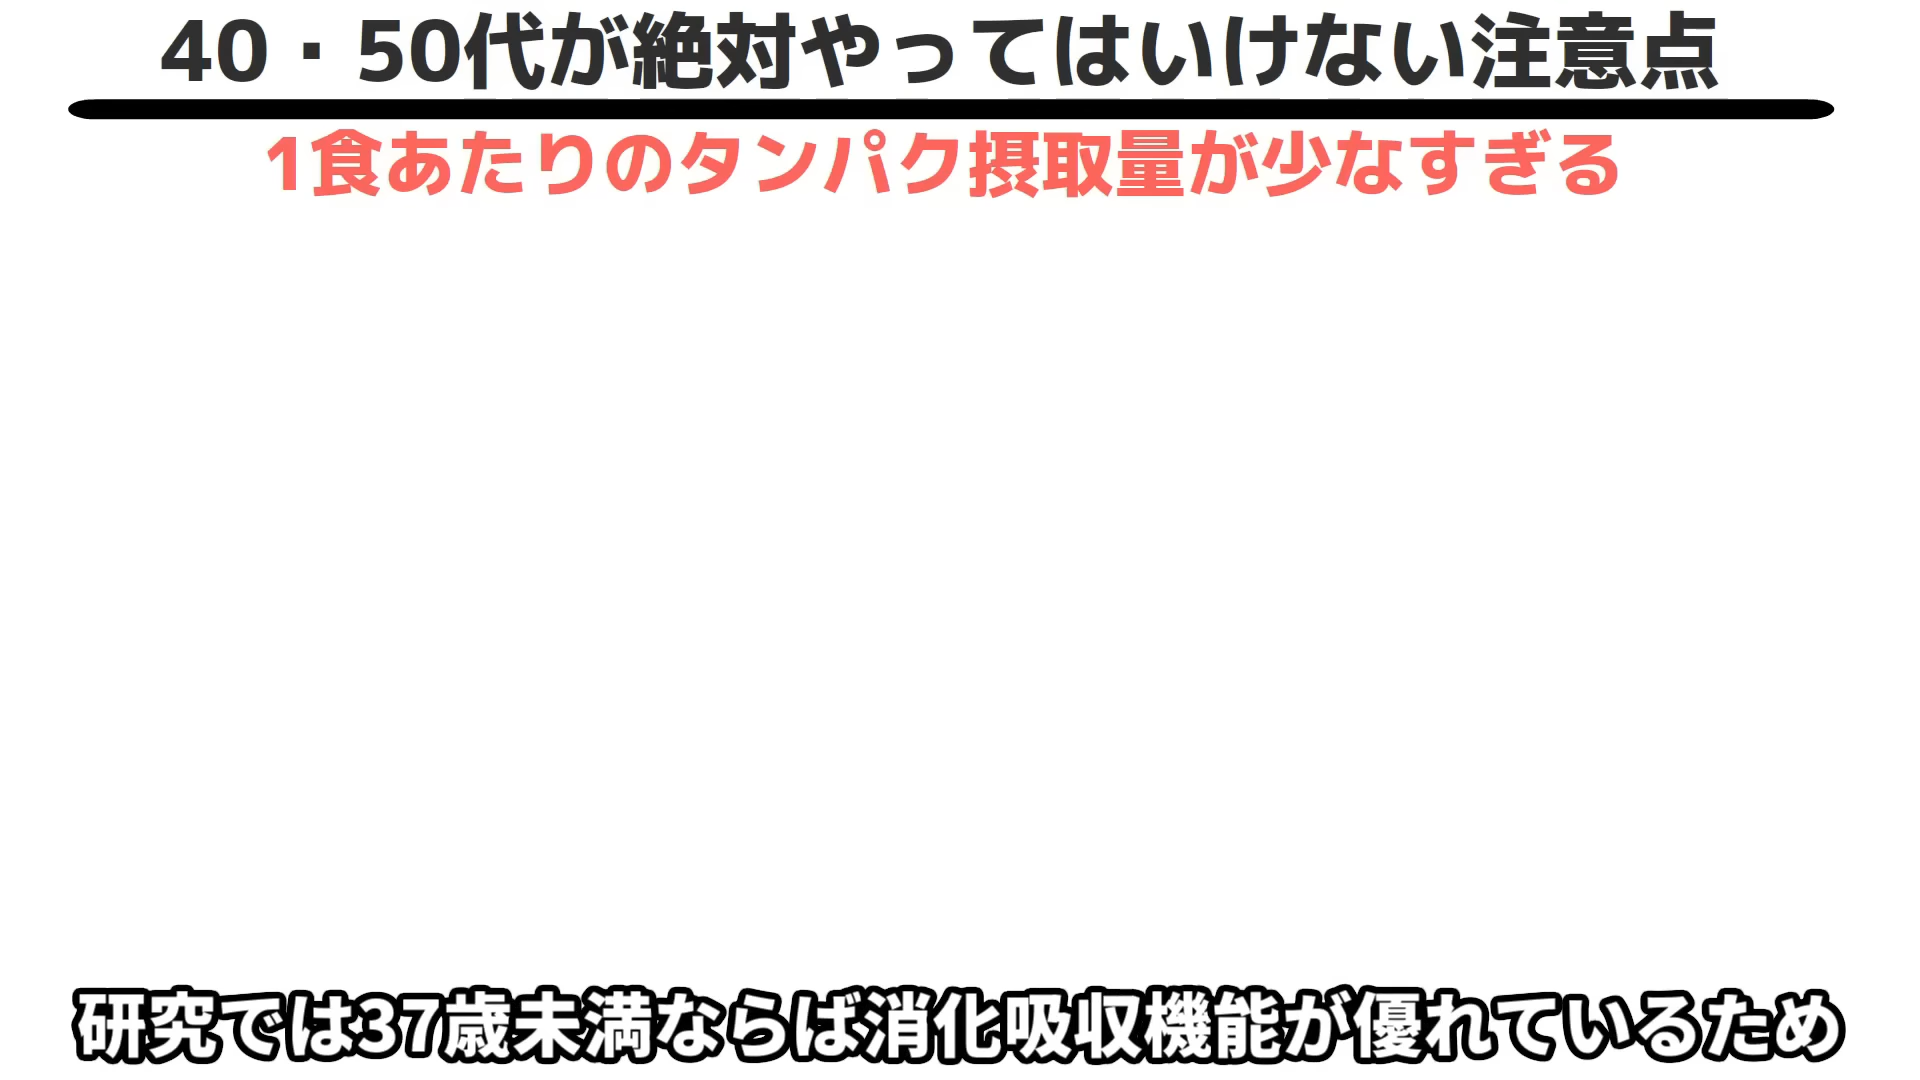 40・50代が絶対やってはいけない注意点
1食あたりのタンパク摂取量が少なすぎる
研究では37歳未満ならば消化吸収機能が優れているため